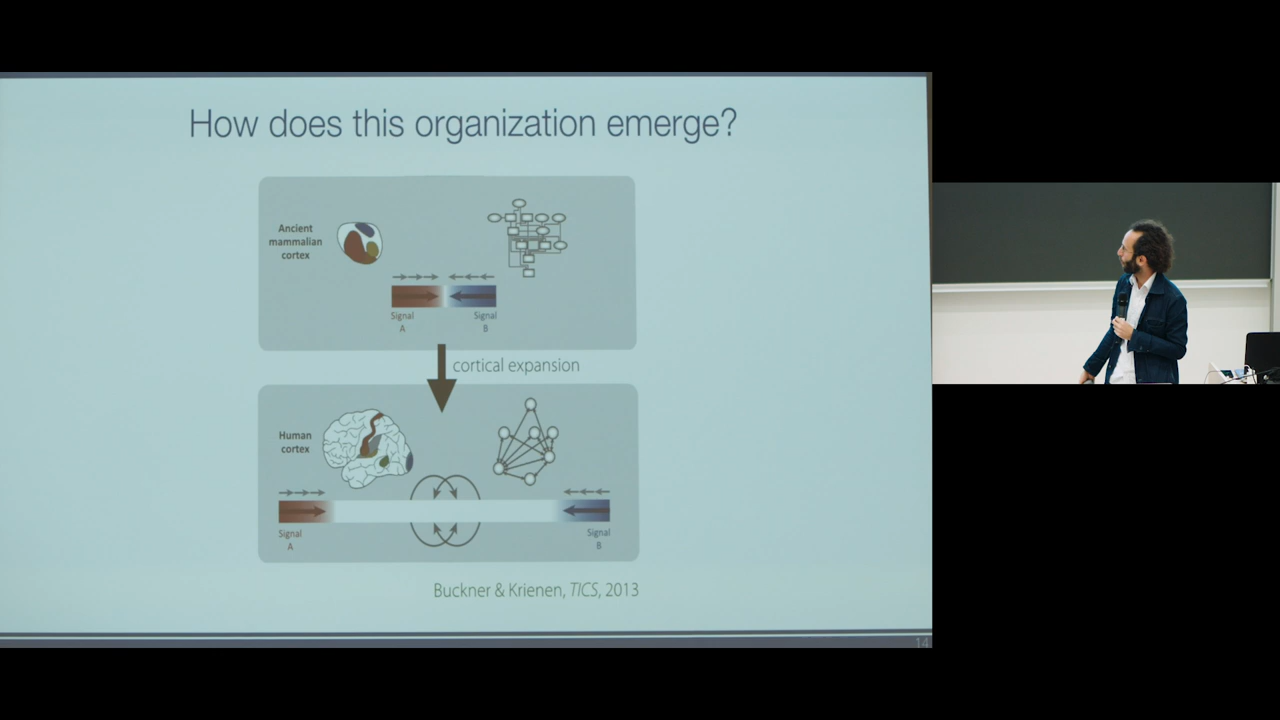 How does this organization emerge?
Ancient
mammalian
cortex
Signal
A
Signal
B
cortical expansion
Human
cortex
Signal
A
Signal
B
Buckner & Krienen, TICS, 2013
14